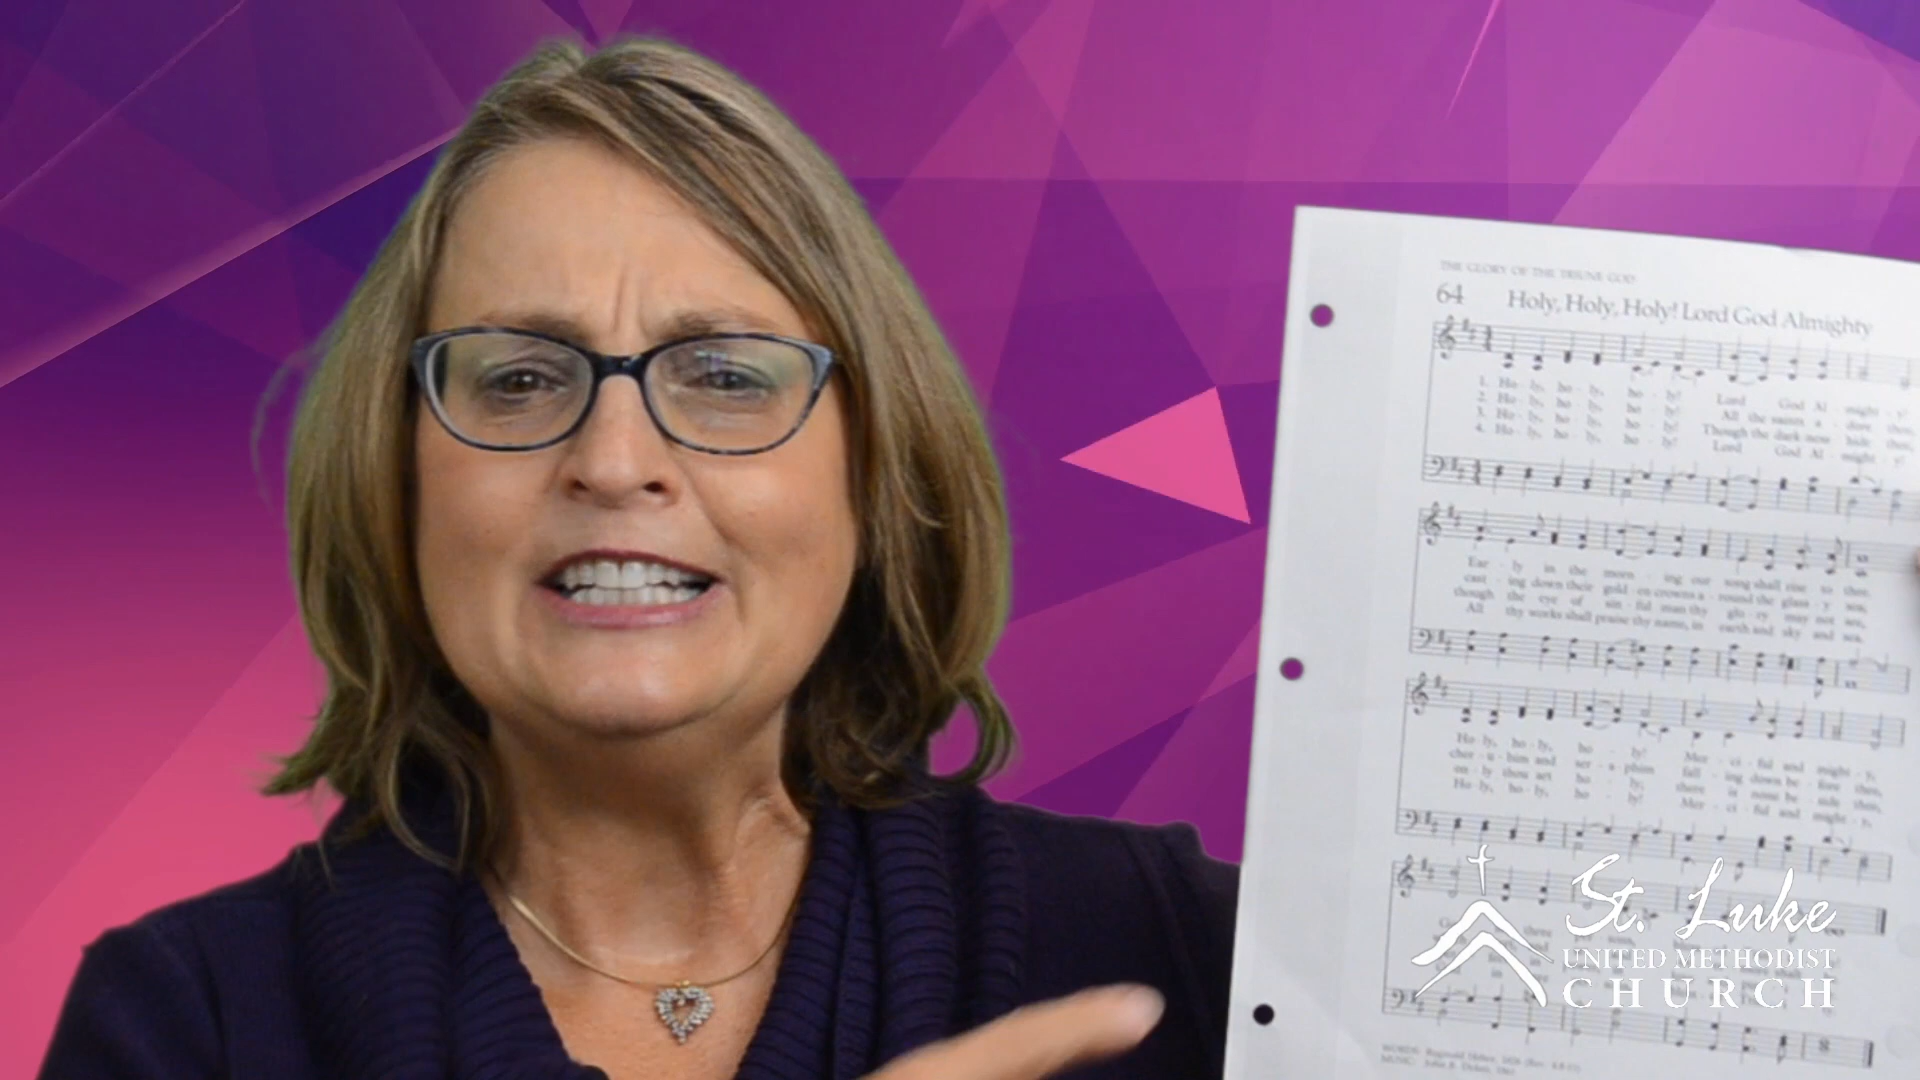 THE GLORY OF THE TRIUNE GOD
64 Holy, Holy, Holy! Lord God Almighty
1. Ho - ly, ho - ly, ho - ly! Lord God Al - might - y!
2. Ho - ly, ho - ly, ho - ly! All the saints a - dore thee,
3. Ho - ly, ho - ly, ho - ly! Though the dark - ness hide thee,
4. Ho - ly, ho - ly, ho - ly! Lord God Al - might - y!
Ear - ly in the morn - ing our song shall rise to thee.
cast - ing down their gold - en crowns a - round the glass - y sea;
though the eye of sin - ful man thy glo - ry may not see,
All thy works shall praise thy name, in earth and sky and sea.
Ho - ly, ho - ly, ho - ly! Mer - ci - ful and might - y,
cher - u - bim and ser - a - phim fall - ing down be - fore thee,
on - ly thou art ho - ly; there is none be - side thee,
Ho - ly, ho - ly, ho - ly! Mer - ci - ful and might - y,
St. Luke
UNITED METHODIST
CHURCH
WORDS: Reginald Heber, 1826
MUSIC: John B. Dykes, 1861